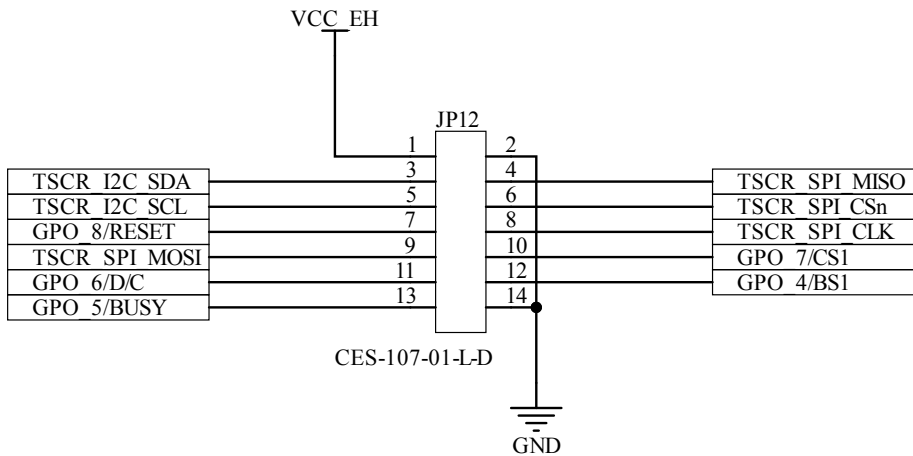 VCC_EH
JP12
1 2
TSCR_I2C_SDA 3 4 TSCR_SPI_MISO
TSCR_I2C_SCL 5 6 TSCR_SPI_CSn
GPO_8/RESET 7 8 TSCR_SPI_CLK
TSCR_SPI_MOSI 9 10 GPO_7/CS1
GPO_6/D/C 11 12 GPO_4/BS1
GPO_5/BUSY 13 14
CES-107-01-L-D
GND